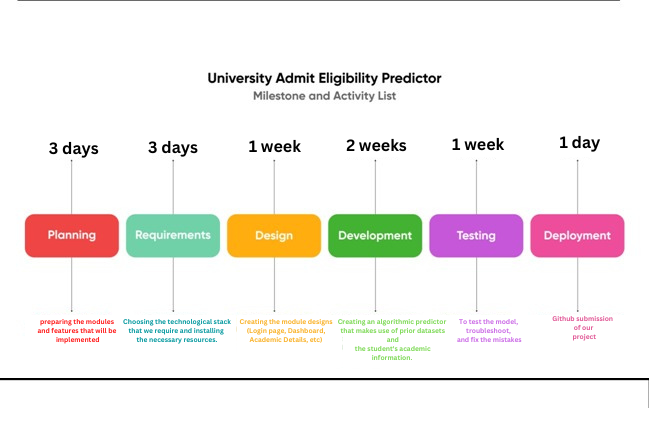 University Admit Eligibility Predictor
Milestone and Activity List
3 days
3 days
1 week
2 weeks
1 week
1 day
Planning
Requirements
Design
Development
Testing
Deployment
preparing the modules
and features that will be
implemented
Choosing the technological stack
that we require and installing
the necessary resources.
Creating the module designs
(Login page, Dashboard,
Academic Details, etc)
Creating an algorithmic predictor
that makes use of prior datasets
and
the student's academic
information.
To test the model,
troubleshoot,
and fix the mistakes
Github submission
of our
project